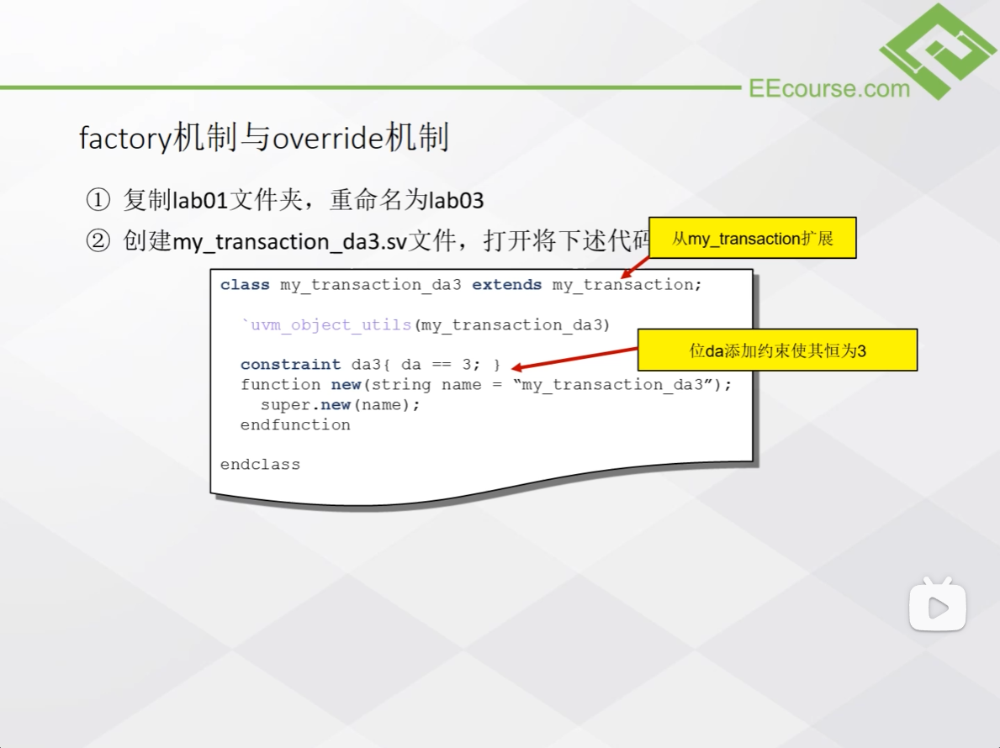 EEcourse.com
factory机制与override机制
① 复制lab01文件夹，重命名为lab03
② 创建my_transaction_da3.sv文件，打开将下述代码
从my_transaction扩展
class my_transaction_da3 extends my_transaction;
`uvm_object_utils(my_transaction_da3)
位da添加约束使其恒为3
constraint da3{ da == 3; }
function new(string name = “my_transaction_da3”);
super.new(name);
endfunction
endclass